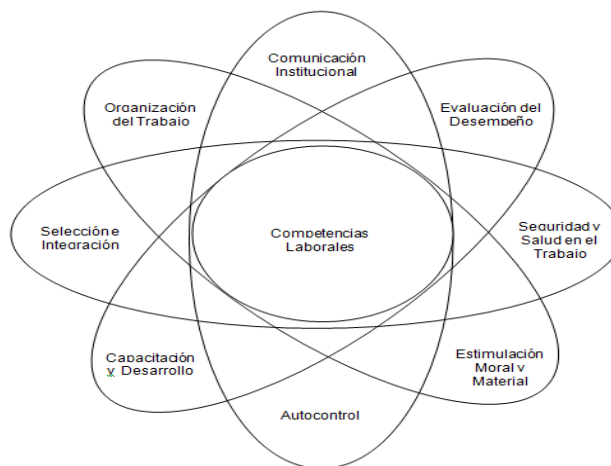 Comunicación
Institucional
Organización
del Trabajo
Evaluación del
Desempeño
Selección e
Integración
Competencias
Laborales
Seguridad y
Salud en el
Trabajo
Capacitación
y Desarrollo
Estimulación
Moral y
Material
Autocontrol